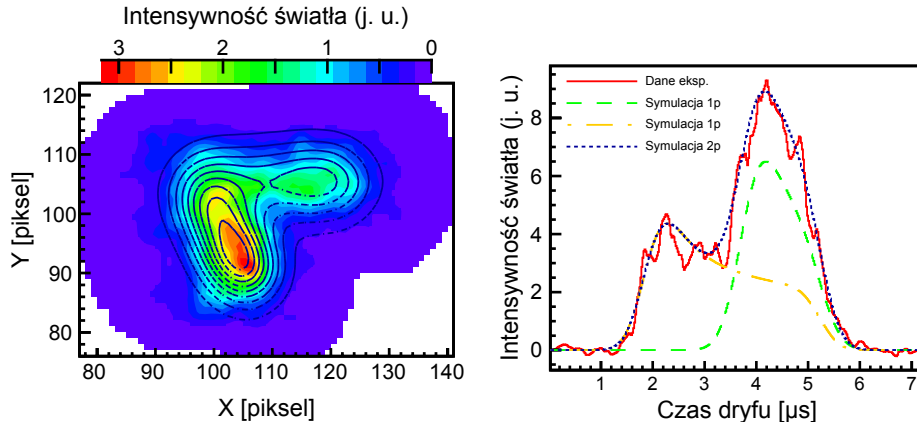 Intensywność światła (j. u.)
3 2 1 0
120
110
100
90
80
Y [piksel]
77 90 100 110 120 130 141
X [piksel]
Dane eksp.
Symulacja 1p
Symulacja 1p
Symulacja 2p
8
6
4
2
0
Intensywność światła (j. u.)
1 2 3 4 5 6 7
Czas dryfu [µs]